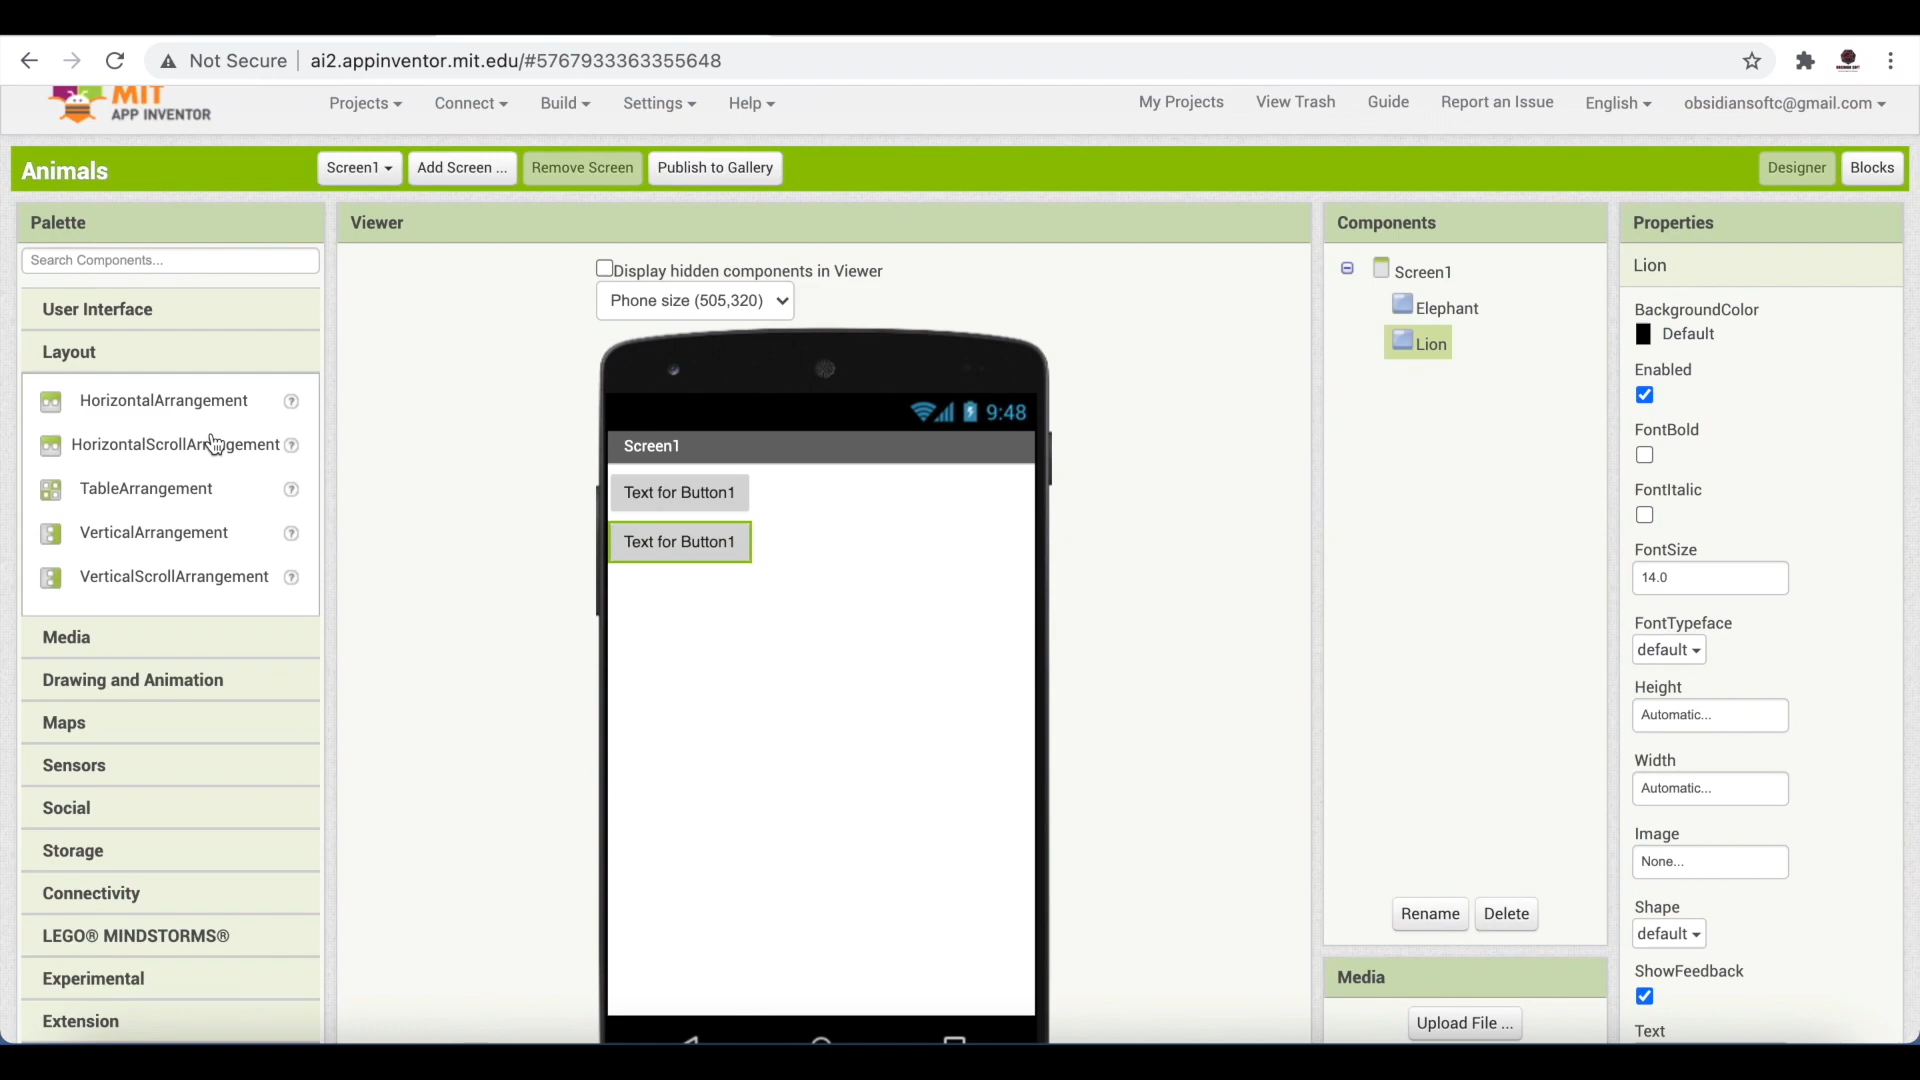 Not Secure
ai2.appinventor.mit.edu/#5767933363355648
MIT
APP INVENTOR
Projects
Connect
Build
Settings
Help
My Projects
View Trash
Guide
Report an Issue
English
obsidiansoftc@gmail.com
Animals
Screen1
Add Screen ...
Remove Screen
Publish to Gallery
Designer
Blocks
Palette
Search Components...
User Interface
Layout
HorizontalArrangement
?
HorizontalScrollArrangement
?
TableArrangement
?
VerticalArrangement
?
VerticalScrollArrangement
?
Media
Drawing and Animation
Maps
Sensors
Social
Storage
Connectivity
LEGO® MINDSTORMS®
Experimental
Extension
Viewer
Display hidden components in Viewer
Phone size (505,320)
9:48
Screen1
Text for Button1
Text for Button1
Components
Screen1
Elephant
Lion
Rename
Delete
Media
Upload File ...
Properties
Lion
BackgroundColor
Default
Enabled
FontBold
FontItalic
FontSize
14.0
FontTypeface
default
Height
Automatic...
Width
Automatic...
Image
None...
Shape
default
ShowFeedback
Text